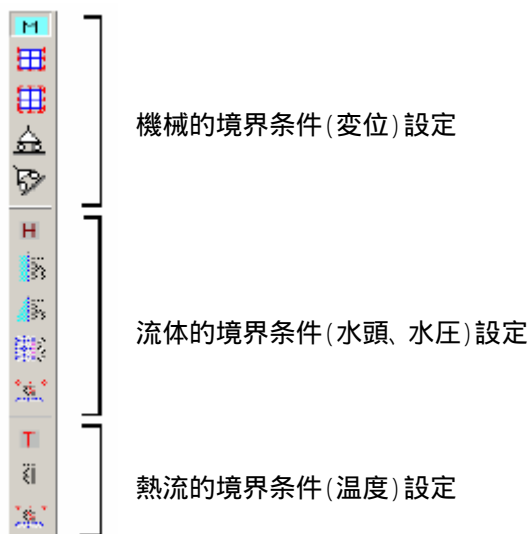 M
機械的境界条件(変位)設定
H
流体的境界条件(水頭、水圧)設定
T
熱流的境界条件(温度)設定